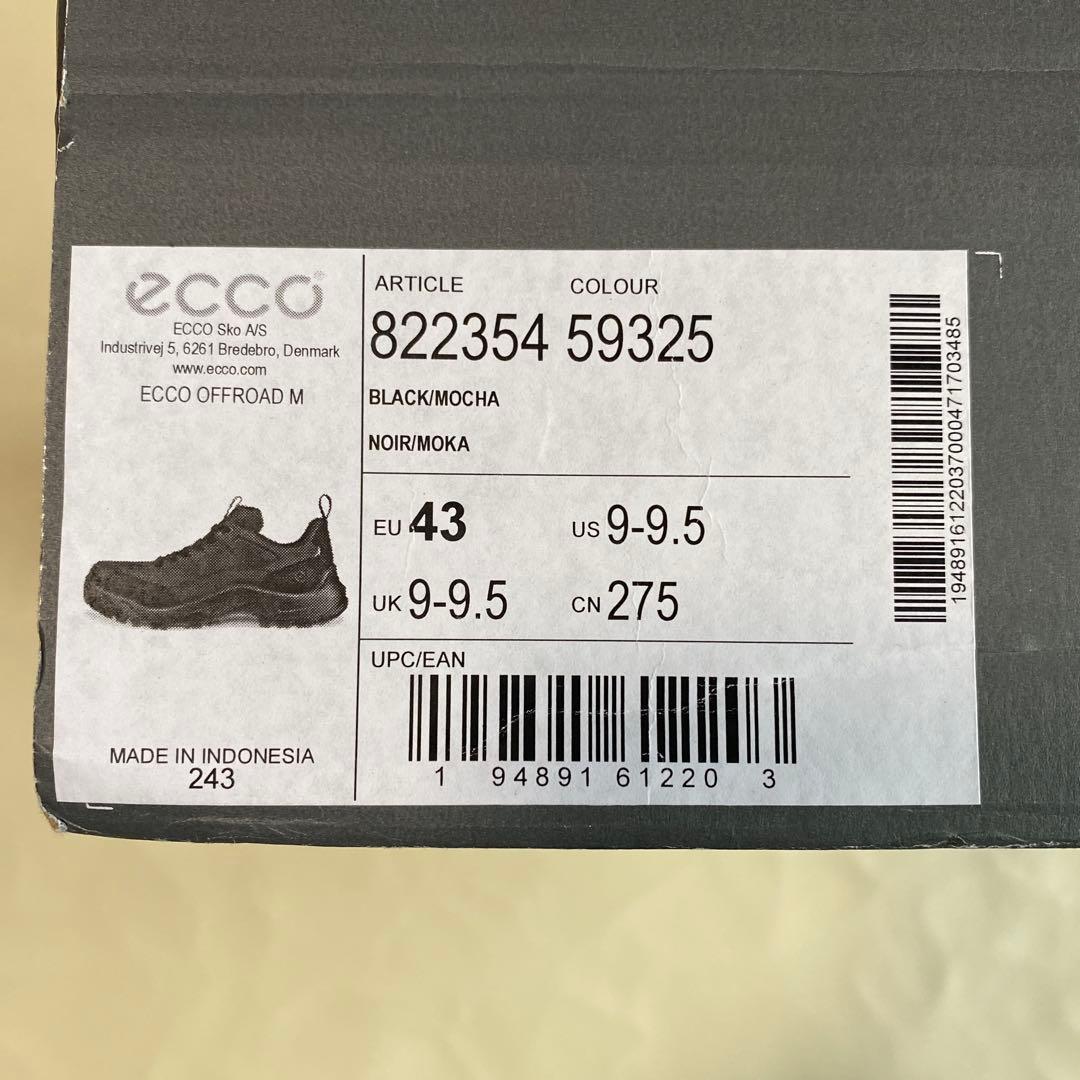 ecco®
ECCO Sko A/S
Industrivej 5, 6261 Bredebro, Denmark
www.ecco.com
ECCO OFFROAD M
MADE IN INDONESIA
243
ARTICLE COLOUR
822354 59325
BLACK/MOCHA
NOIR/MOKA
EU 43 US 9-9.5
UK 9-9.5 CN 275
UPC/EAN
1 94891 61220 3
1948916122037000471703485